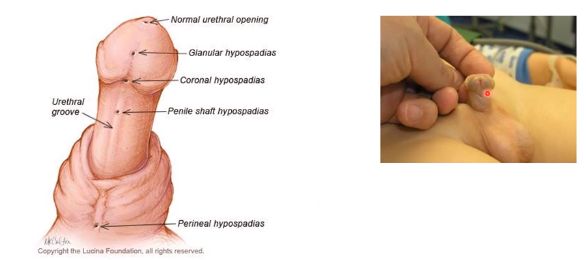 Normal urethral opening
Glanular hypospadias
Coronal hypospadias
Urethral
groove
Penile shaft hypospadias
Perineal hypospadias
Copyright the Lucina Foundation, all rights reserved.